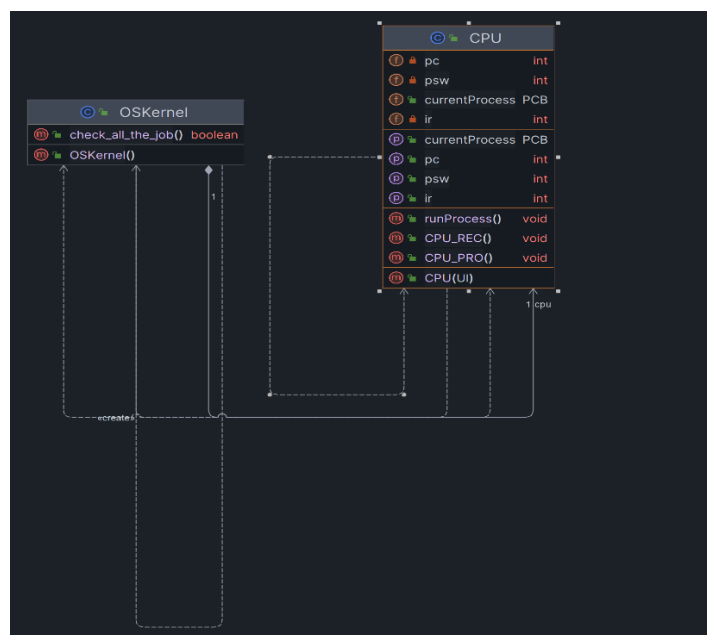 CPU
pc int
psw int
currentProcess PCB
ir int
currentProcess PCB
pc int
psw int
ir int
runProcess() void
CPU_REC() void
CPU_PRO() void
CPU(UI)
1 cpu
OSKernel
check_all_the_job() boolean
OSKernel()
1
«create»